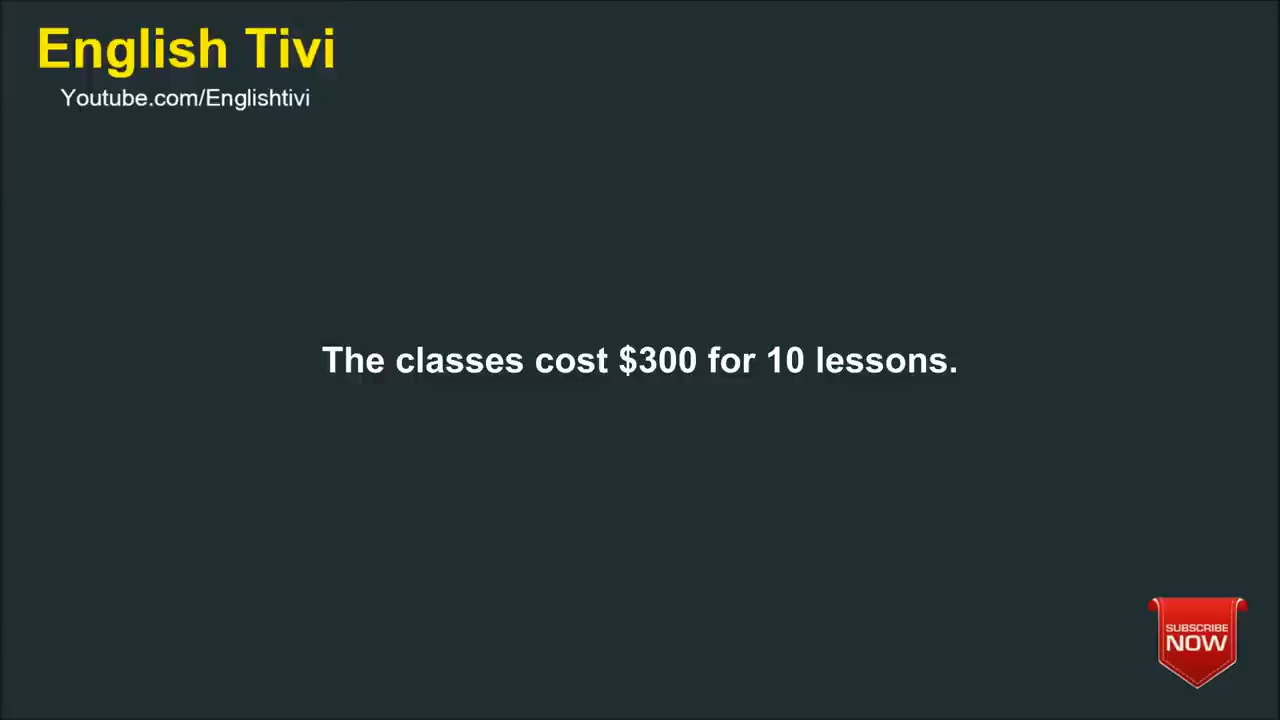 English Tivi
Youtube.com/Englishtivi
The classes cost $300 for 10 lessons.
SUBSCRIBE
NOW